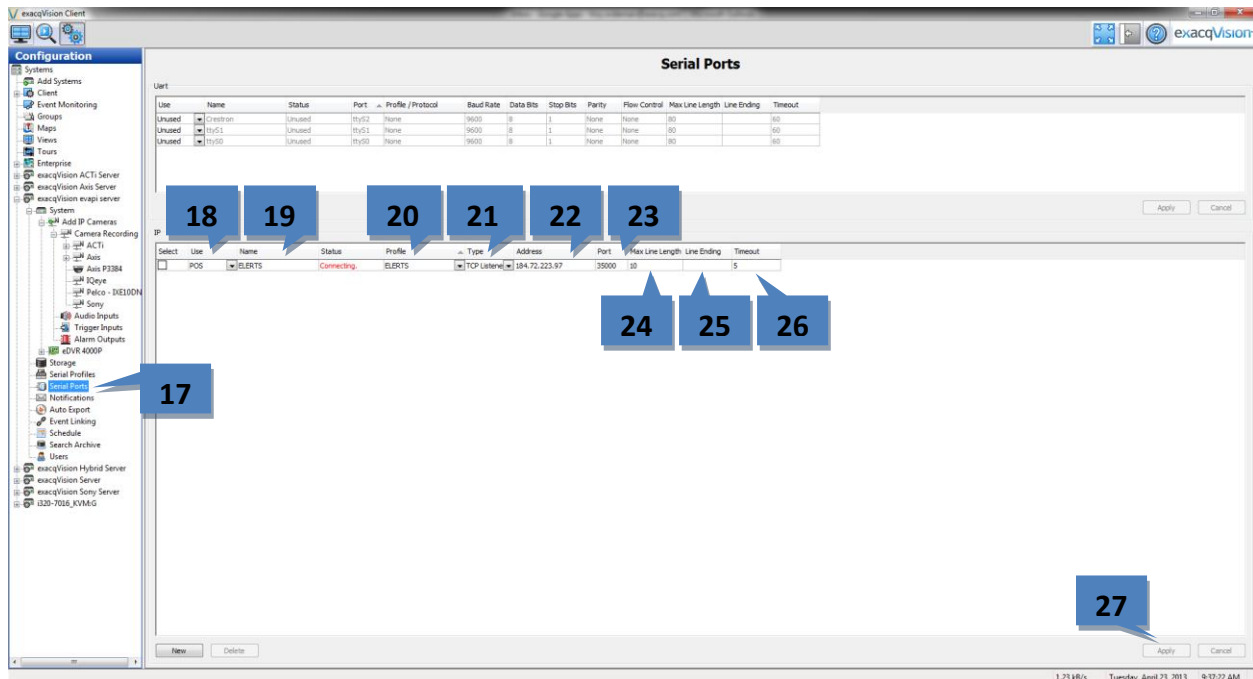 exacqVision Client
exacqVision
Configuration
Systems
Add Systems
Client
Event Monitoring
Groups
Maps
Views
Tours
Enterprise
exacqVision ACTi Server
exacqVision Axis Server
exacqVision evapi server
System
Add IP Cameras
Camera Recording
ACTi
Axis
Axis P3384
IQeye
Pelco - IXE10DN
Sony
Audio Inputs
Trigger Inputs
Alarm Outputs
eDVR 4000P
Storage
Serial Profiles
Serial Ports
Notifications
Auto Export
Event Linking
Schedule
Search Archive
Users
exacqVision Hybrid Server
exacqVision Server
exacqVision Sony Server
i320-7016_KVM:G
Serial Ports
Uart
Use Name Status Port Profile / Protocol Baud Rate Data Bits Stop Bits Parity Flow Control Max Line Length Line Ending Timeout
Unused Crestron Unused ttyS2 None 9600 8 1 None None 80 60
Unused ttyS1 Unused ttyS1 None 9600 8 1 None None 80 60
Unused ttyS0 Unused ttyS0 None 9600 8 1 None None 80 60
Apply Cancel
18 19 20 21 22 23
IP
Select Use Name Status Profile Type Address Port Max Line Length Line Ending Timeout
POS ELERTS Connecting. ELERTS TCP Listene 184.72.223.97 35000 10 5
24 25 26
17
27
New Delete Apply Cancel
1.23 kB/s Tuesday, April 23, 2013 9:37:22 AM